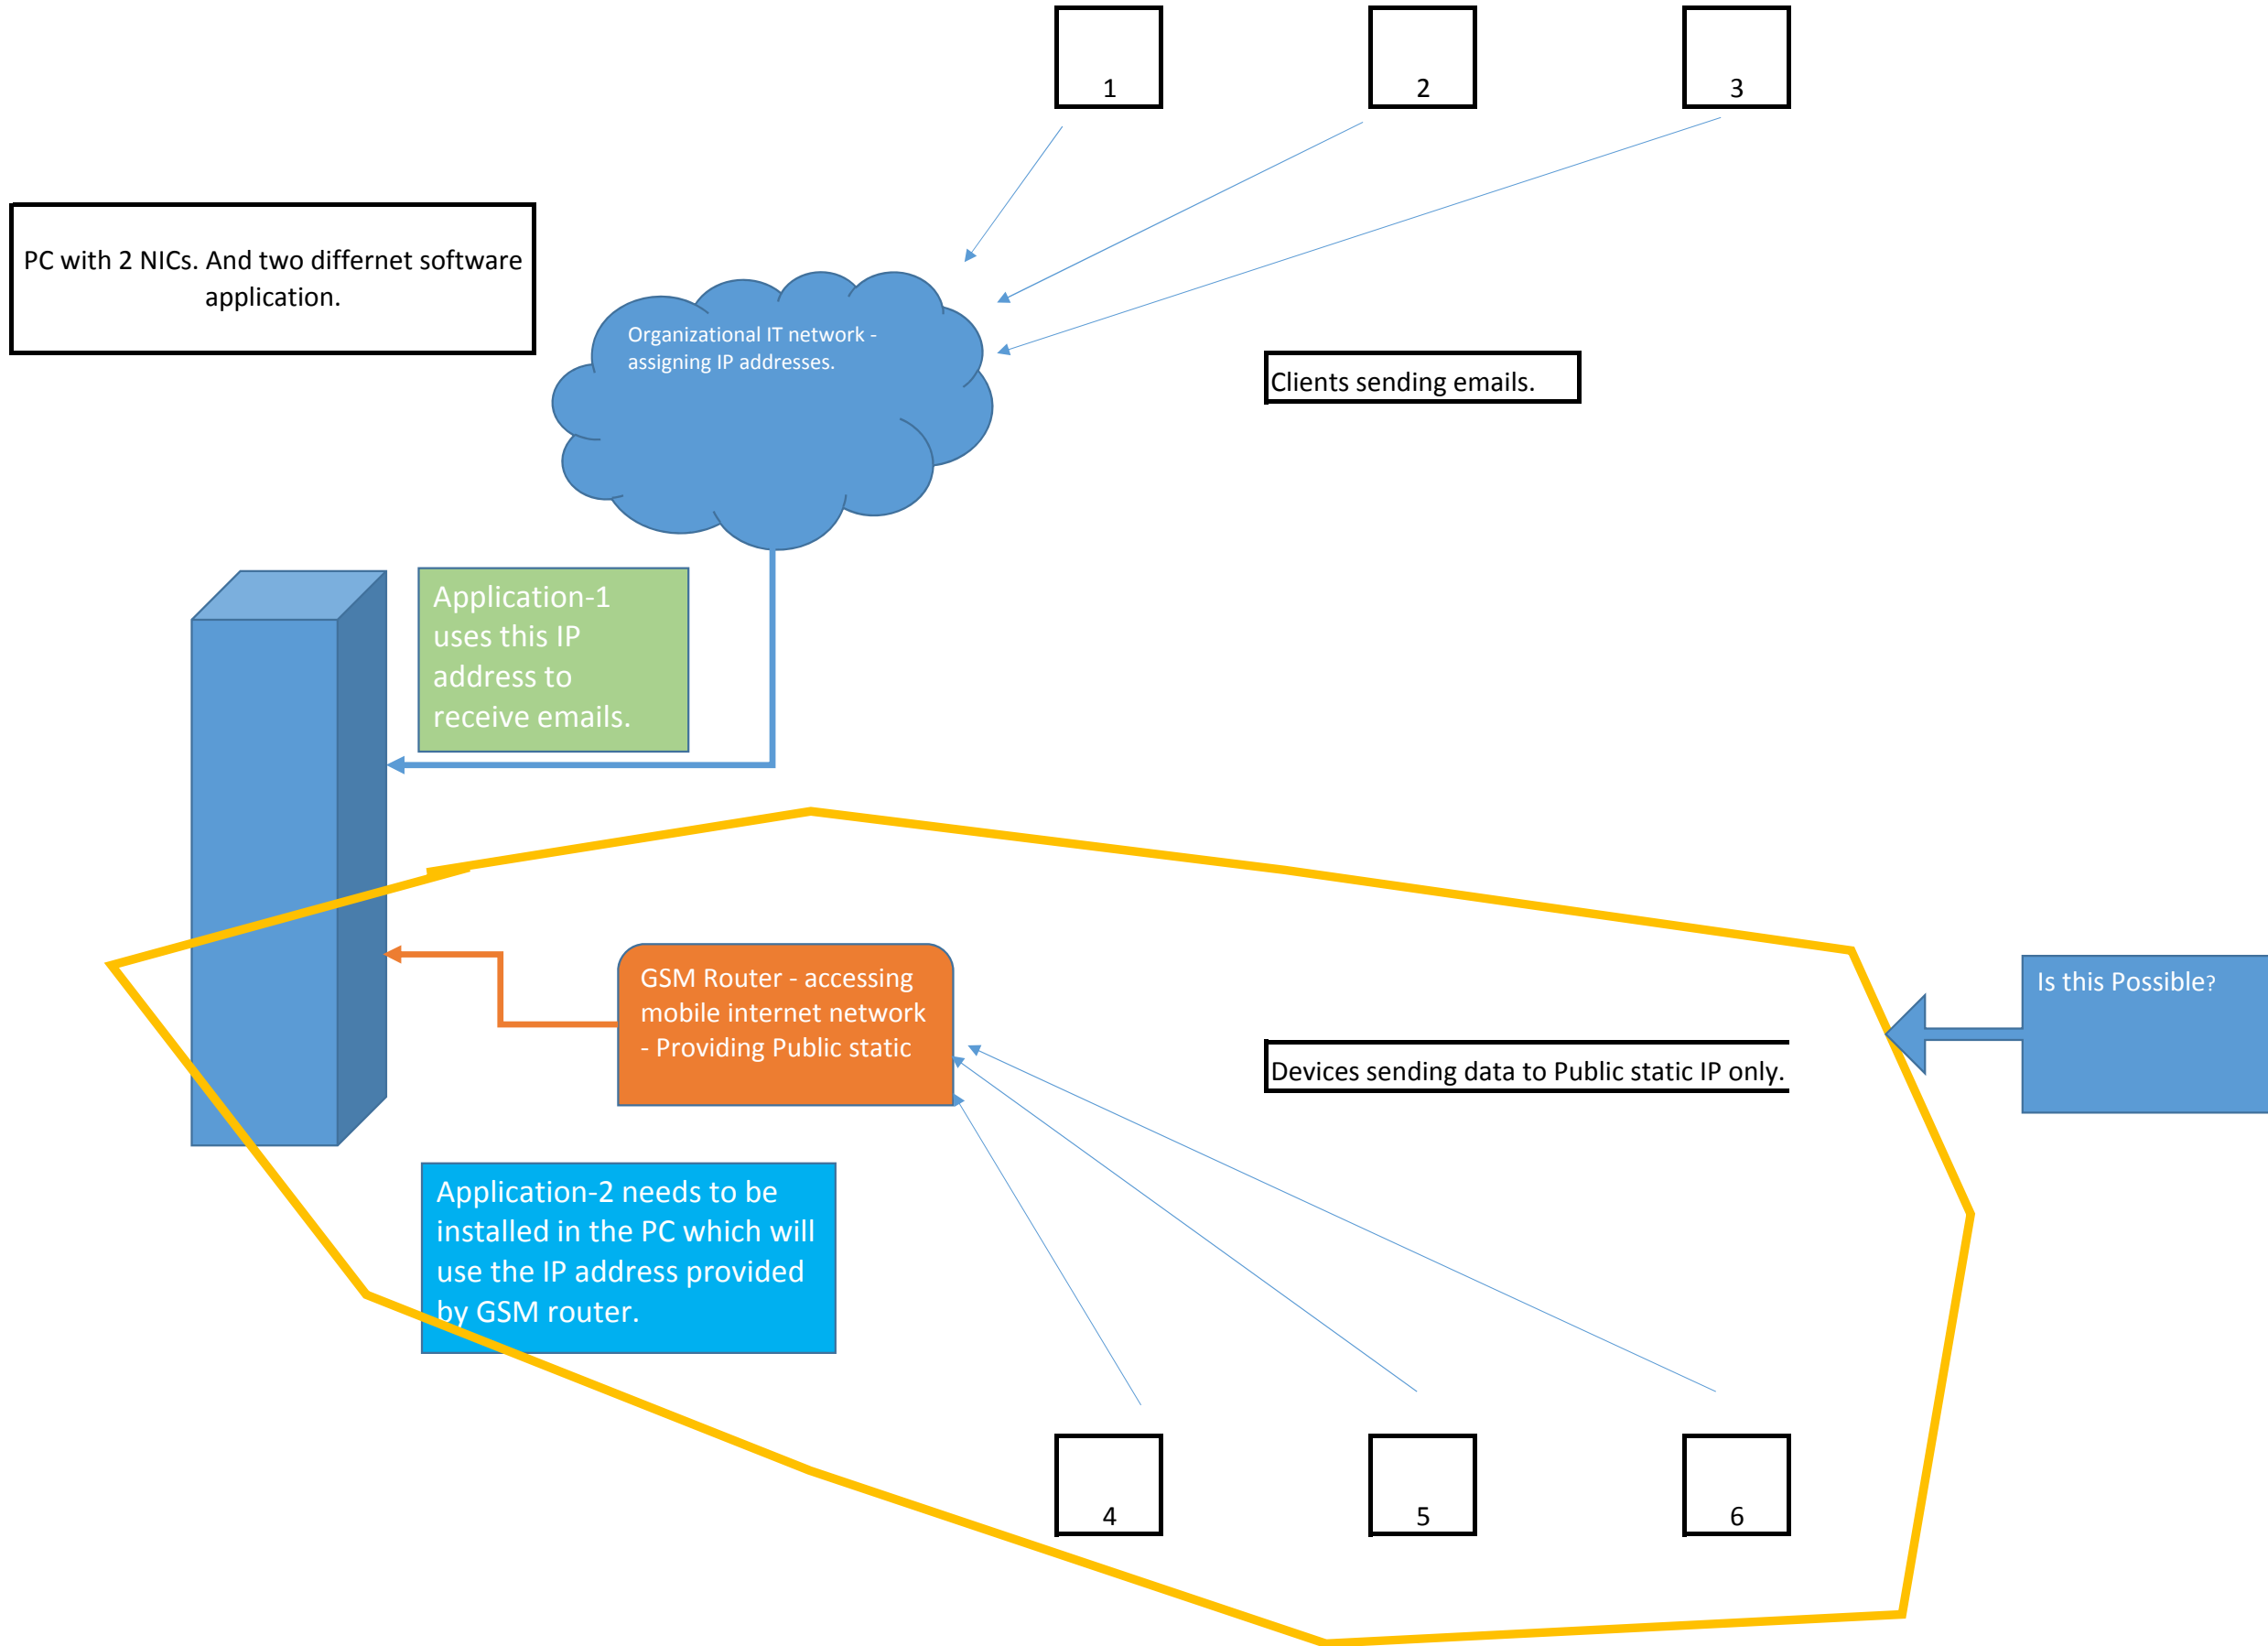 1
2
3
PC with 2 NICs. And two differnet software
application.
Organizational IT network -
assigning IP addresses.
Clients sending emails.
Application-1
uses this IP
address to
receive emails.
GSM Router - accessing
mobile internet network
- Providing Public static
Is this Possible?
Devices sending data to Public static IP only.
Application-2 needs to be
installed in the PC which will
use the IP address provided
by GSM router.
4
5
6